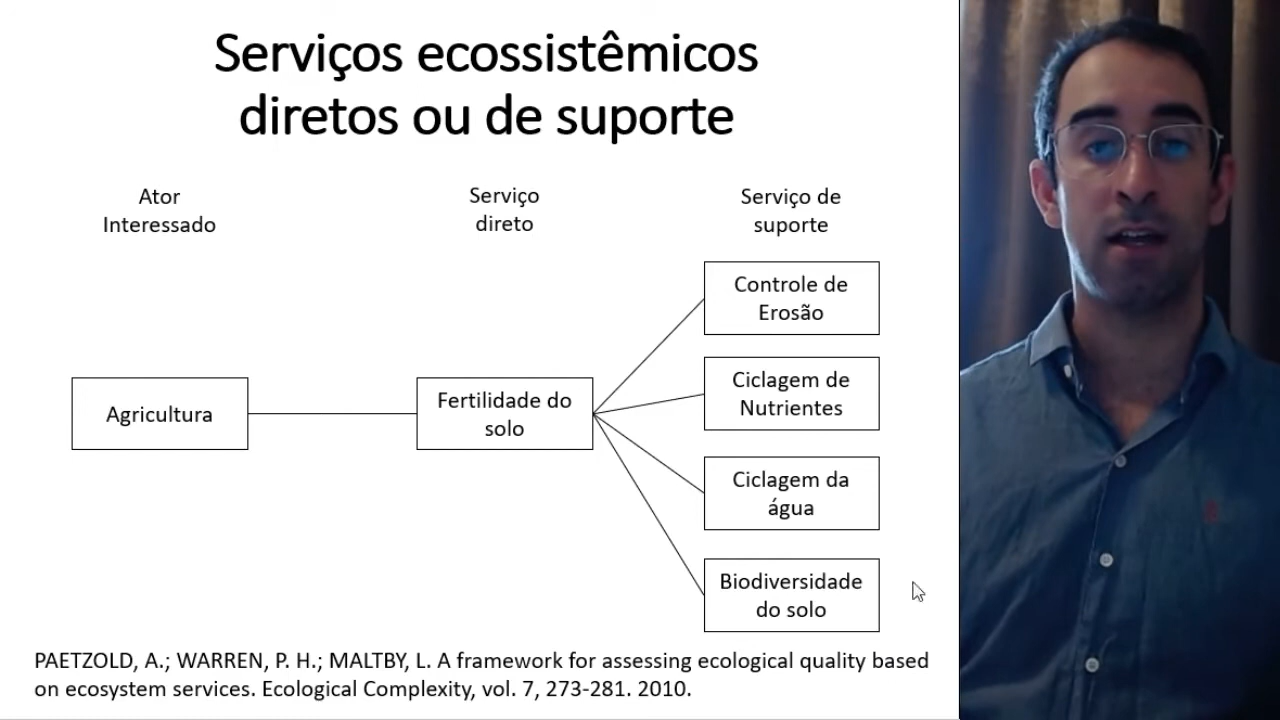 Serviços ecossistêmicos
diretos ou de suporte
Ator
Interessado
Serviço
direto
Serviço de
suporte
Agricultura
Fertilidade do
solo
Controle de
Erosão
Ciclagem de
Nutrientes
Ciclagem da
água
Biodiversidade
do solo
PAETZOLD, A.; WARREN, P. H.; MALTBY, L. A framework for assessing ecological quality based
on ecosystem services. Ecological Complexity, vol. 7, 273-281. 2010.